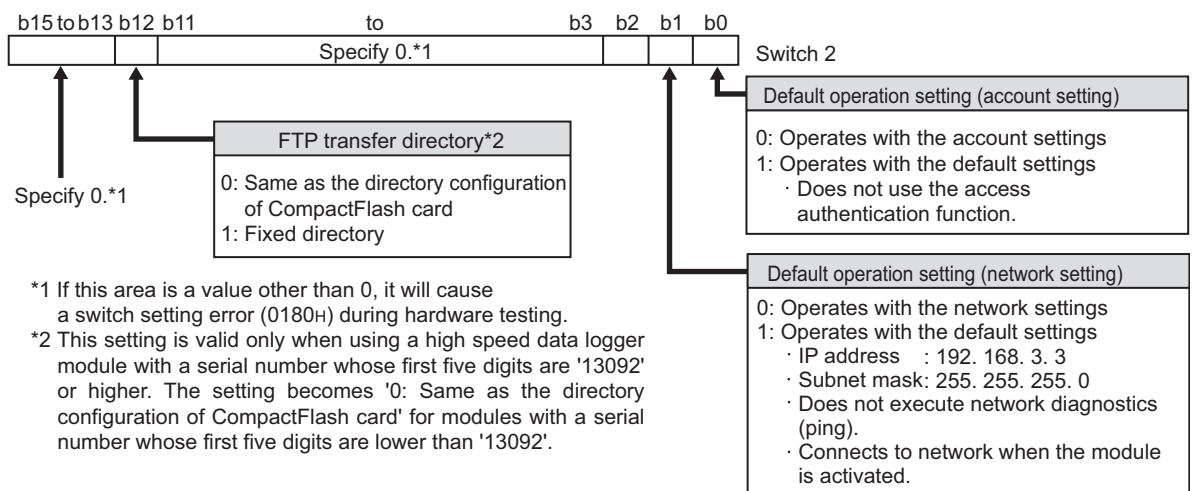 b15 to b13 b12 b11 to b3 b2 b1 b0
Specify 0.*1
Switch 2
Default operation setting (account setting)
0: Operates with the account settings
1: Operates with the default settings
· Does not use the access
authentication function.
FTP transfer directory*2
0: Same as the directory configuration
of CompactFlash card
1: Fixed directory
Specify 0.*1
Default operation setting (network setting)
0: Operates with the network settings
1: Operates with the default settings
· IP address : 192. 168. 3. 3
· Subnet mask: 255. 255. 255. 0
· Does not execute network diagnostics
(ping).
· Connects to network when the module
is activated.
*1 If this area is a value other than 0, it will cause
a switch setting error (0180H) during hardware testing.
*2 This setting is valid only when using a high speed data logger
module with a serial number whose first five digits are '13092'
or higher. The setting becomes '0: Same as the directory
configuration of CompactFlash card' for modules with a serial
number whose first five digits are lower than '13092'.